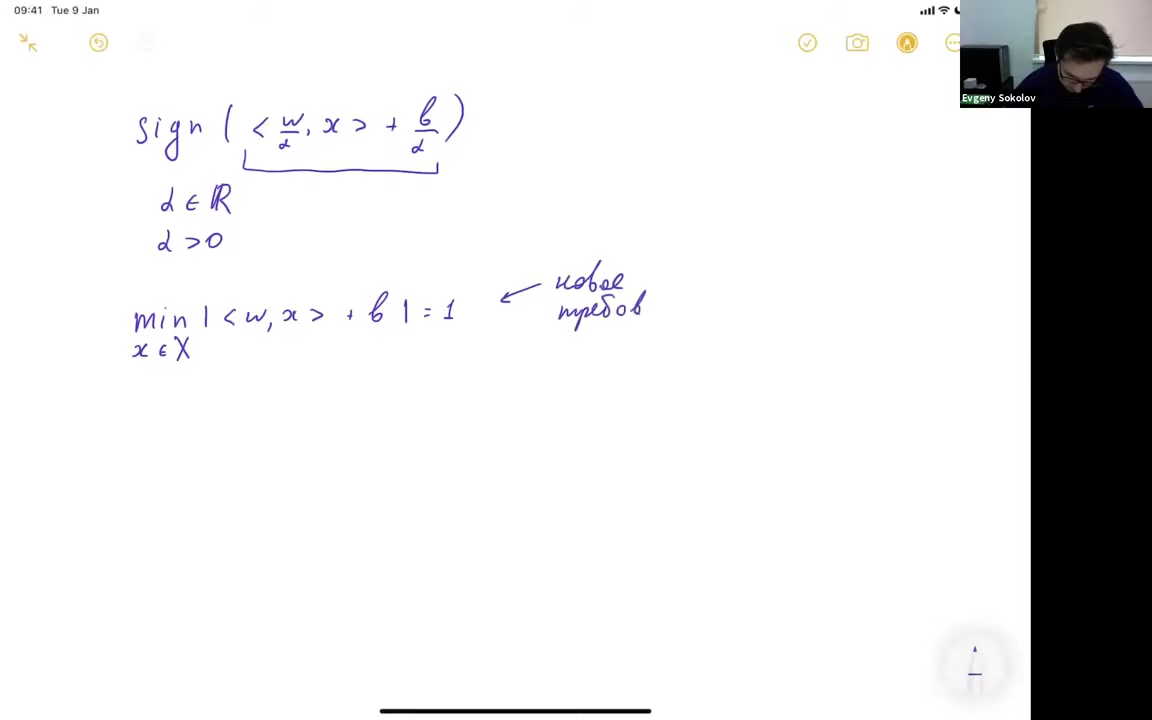 09:41 Tue 9 Jan
Evgeny Sokolov
sign ( < w/α, x > + b/α )
α ∈ ℝ
α > 0
новое
требов
min | < w, x > + b | = 1
x ∈ X